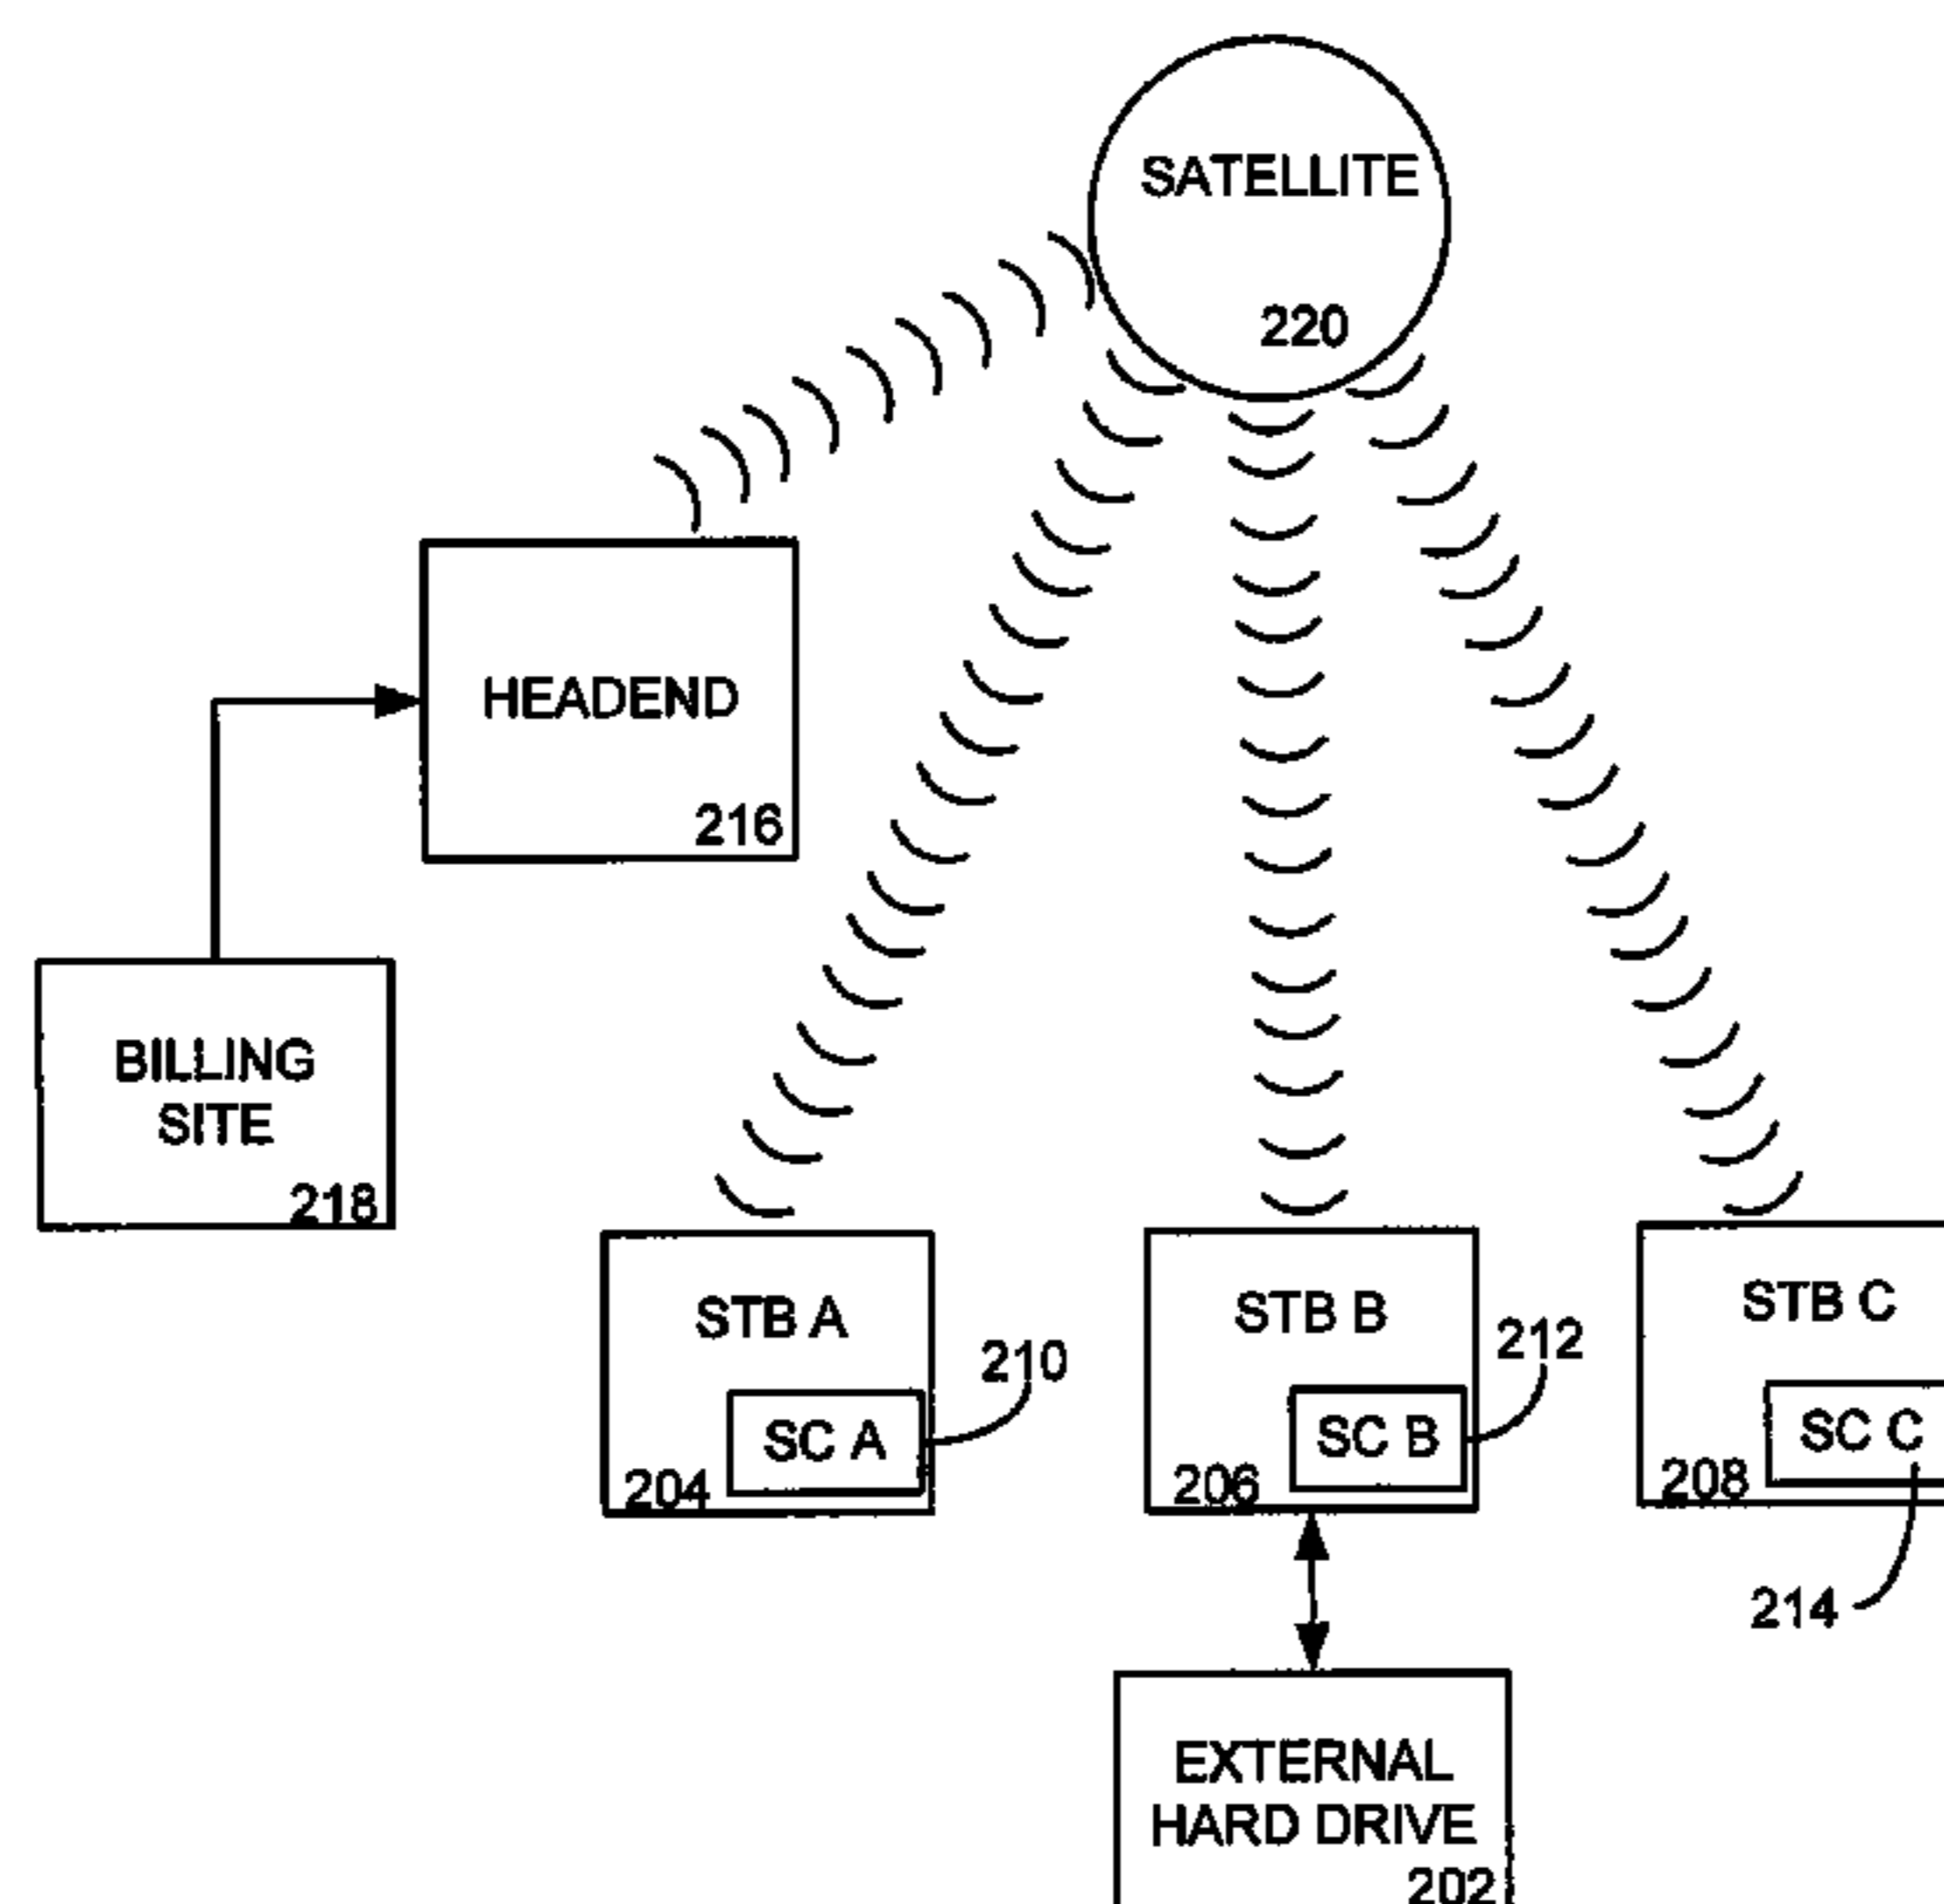 SATELLITE
220
HEADEND
216
BILLING
SITE
218
STB A
210
SC A
204
STB B
212
SC B
206
STB C
SC C
208
214
EXTERNAL
HARD DRIVE
202